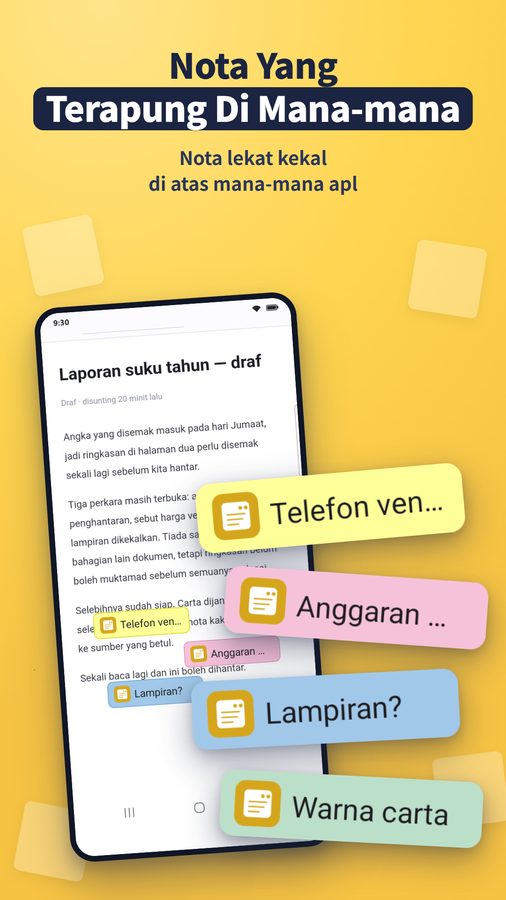 Nota Yang
Terapung Di Mana-mana
Nota lekat kekal
di atas mana-mana apl
9:30
Laporan suku tahun — draf
Draf · disunting 20 minit lalu
Angka yang disemak masuk pada hari Jumaat,
jadi ringkasan di halaman dua perlu disemak
sekali lagi sebelum kita hantar.
Tiga perkara masih terbuka:
penghantaran, sebut harga
lampiran dikekalkan. Tiada
bahagian lain dokumen, tetapi ringkasan belum
boleh muktamad sebelum
Selebihnya sudah siap. Carta
nota
ke sumber yang betul.
Sekali baca lagi dan ini boleh dihantar.
Telefon ven...
Anggaran ...
Lampiran?
Telefon ven...
Anggaran ...
Lampiran?
Warna carta